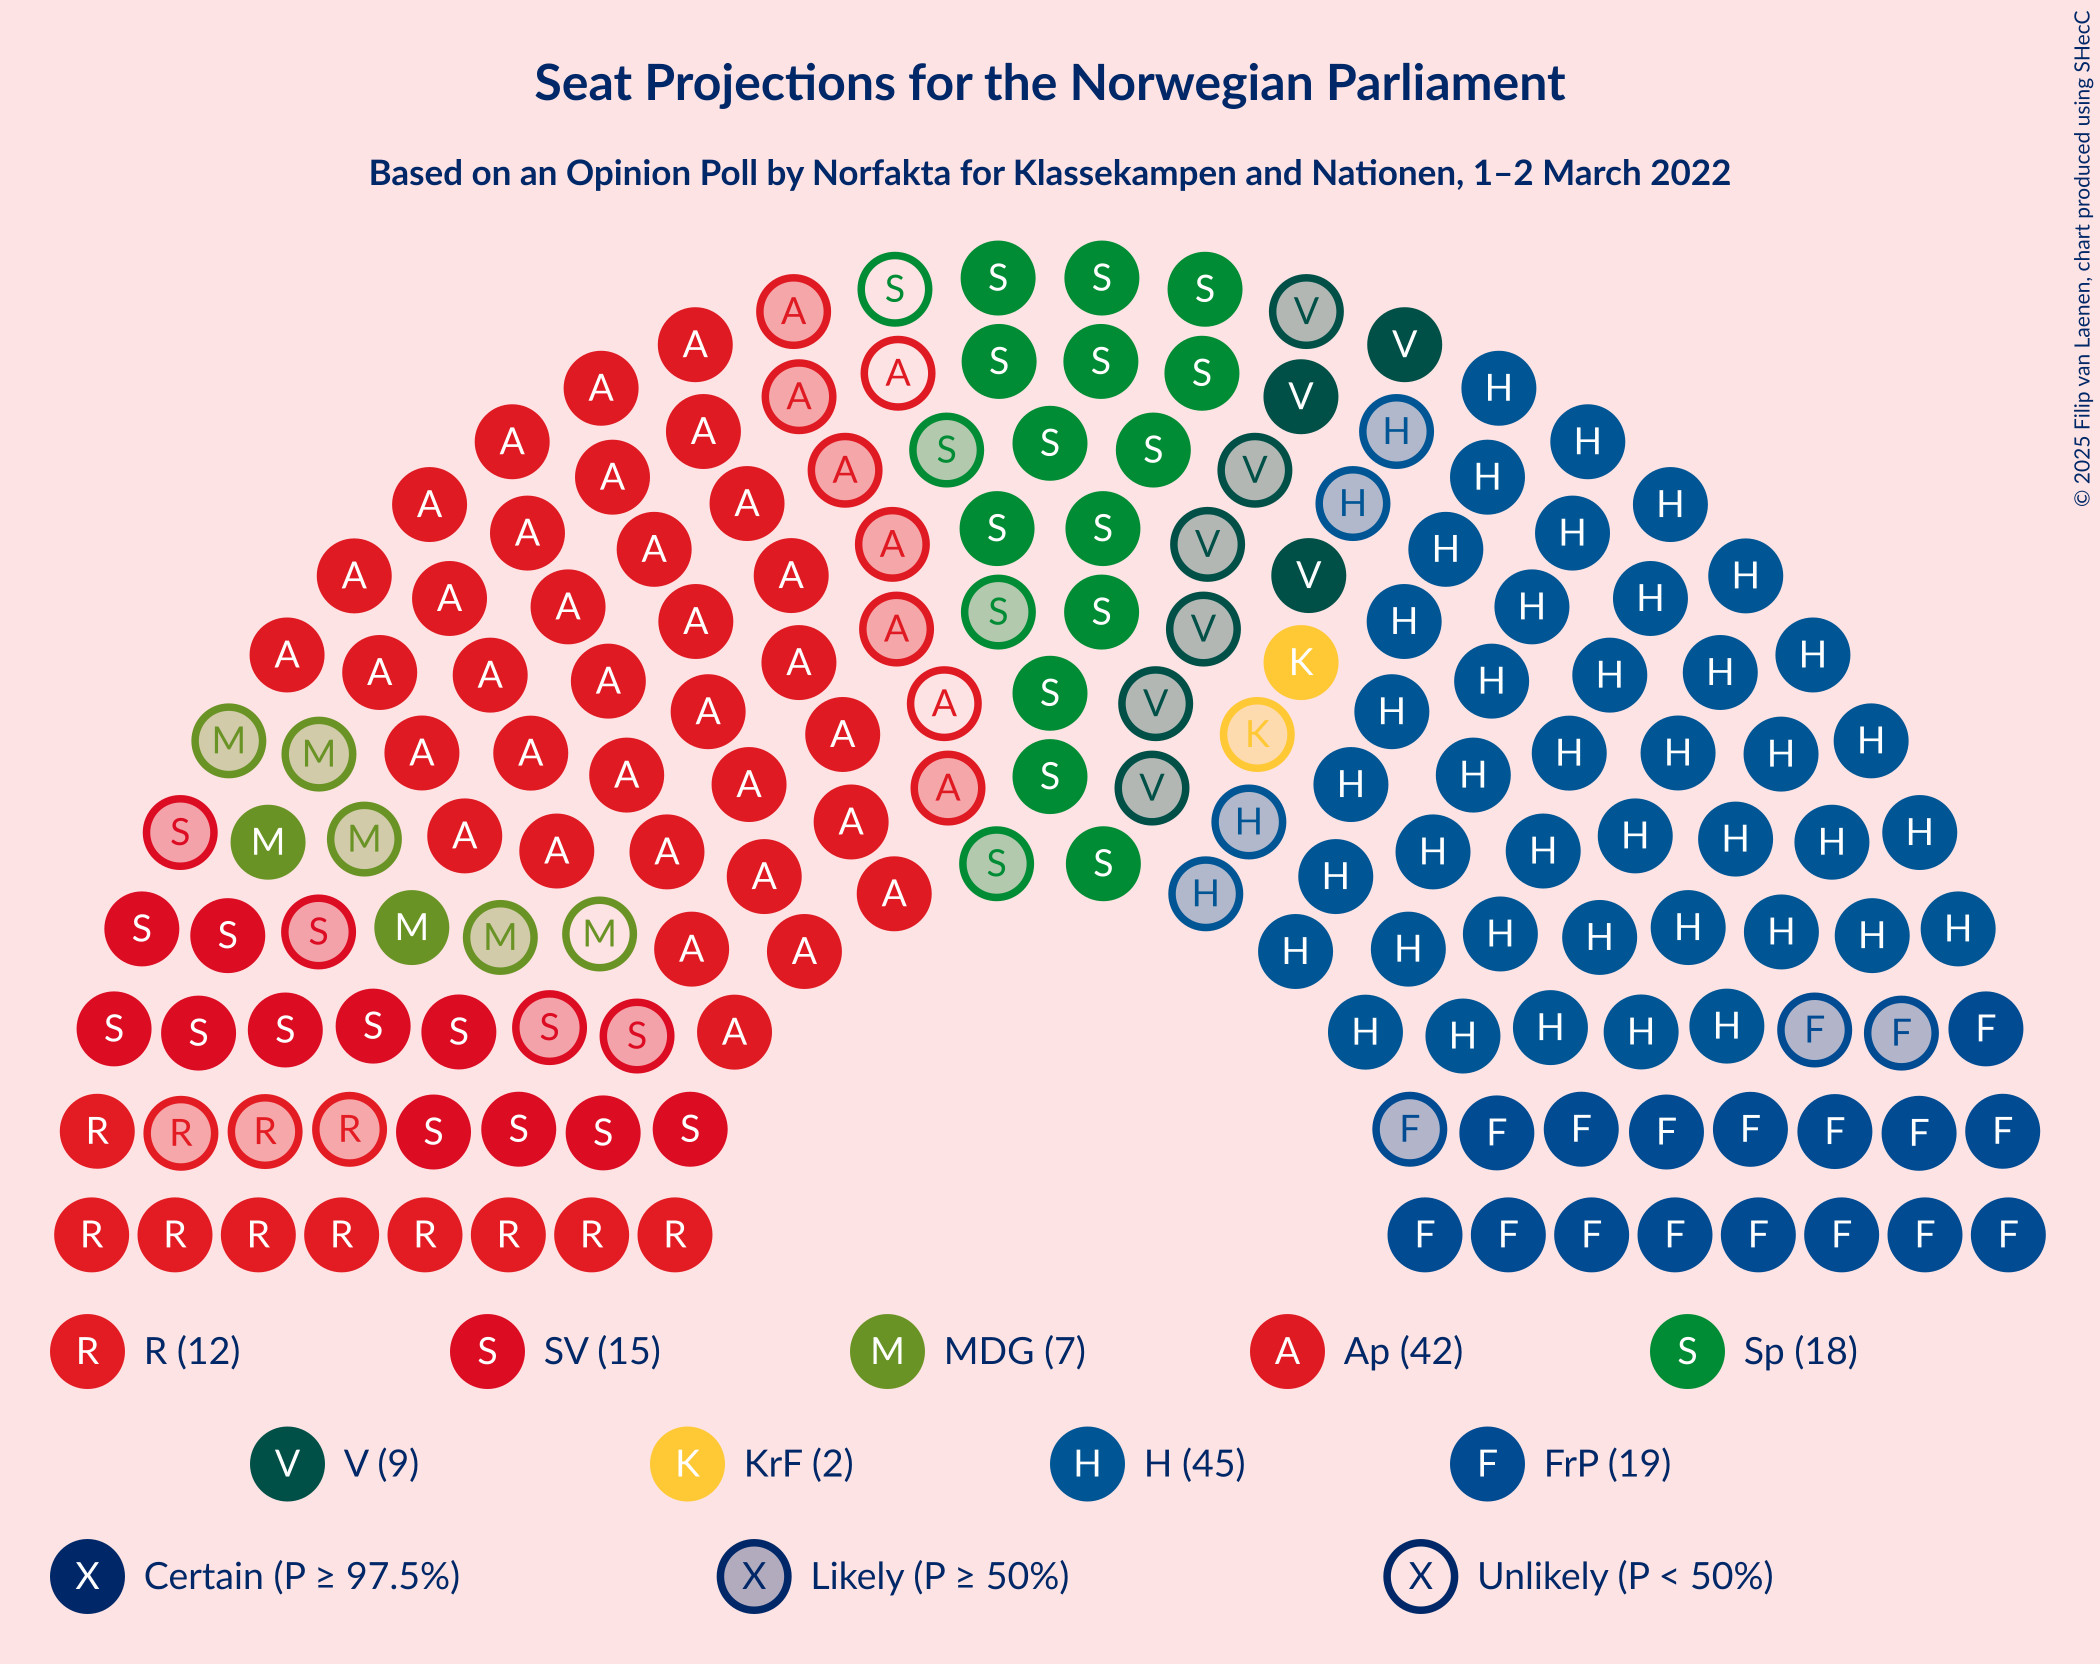 Seat Projections for the Norwegian Parliament
Based on an Opinion Poll by Norfakta for Klassekampen and Nationen, 1–2 March 2022
© 2025 Filip van Laenen, chart produced using SHecC
S S S S
A S S S V
A A S S S V V
A A V H
A S S S H H
A A A V H
A A A S S V H H H
A A A V H H
A A A A S S V H H H
A A A V K H H H
A A A A A S V H H H H
M M A A A A A K H H H H H H
A A A S V H H
S M M A A A A H H H H H H
A A S S H H H
S S S M M M A A H H H H H H H H
S S S S S S S A H H H H H F F F
R R R R S S S S F F F F F F F F
R R R R R R R R F F F F F F F F
R R (12) S SV (15) M MDG (7) A Ap (42) S Sp (18)
V V (9) K KrF (2) H H (45) F FrP (19)
X Certain (P ≥ 97.5%) X Likely (P ≥ 50%) X Unlikely (P < 50%)